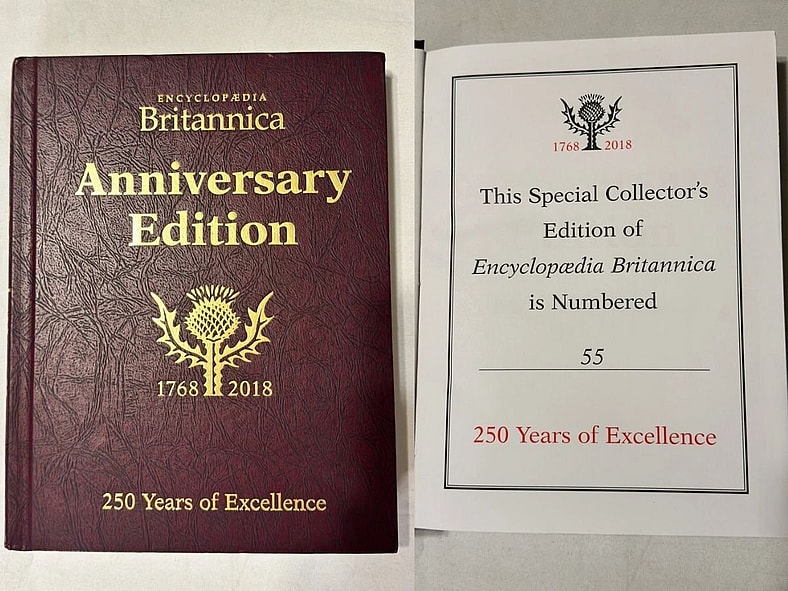 ENCYCLOPÆDIA
Britannica
Anniversary
Edition
1768 2018
250 Years of Excellence
1768 2018
This Special Collector's
Edition of
Encyclopædia Britannica
is Numbered
55
250 Years of Excellence